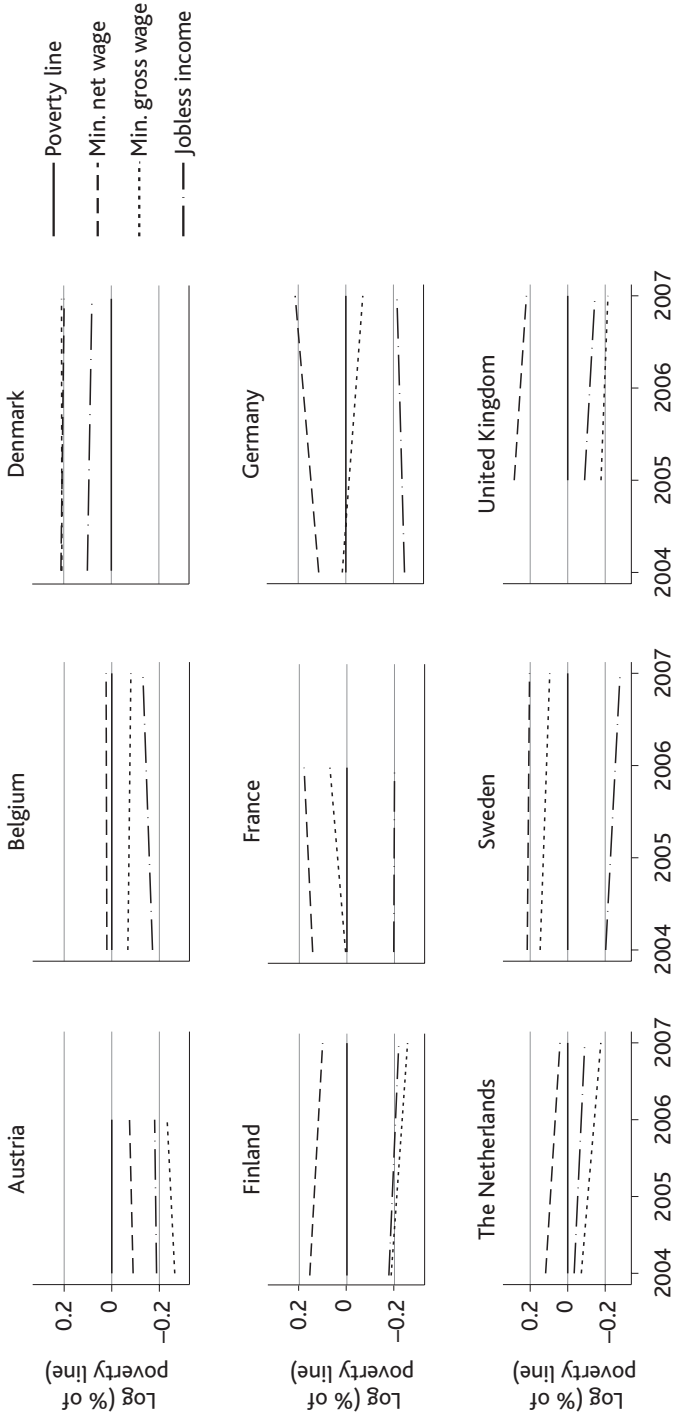 Poverty line
Min. net wage
Min. gross wage
Jobless income
Austria
Belgium
Denmark
Log (% of
poverty line)
0.2
0
−0.2
Finland
France
Germany
Log (% of
poverty line)
0.2
0
−0.2
The Netherlands
Sweden
United Kingdom
Log (% of
poverty line)
0.2
0
−0.2
2004 2005 2006 2007
2004 2005 2006 2007
2004 2005 2006 2007